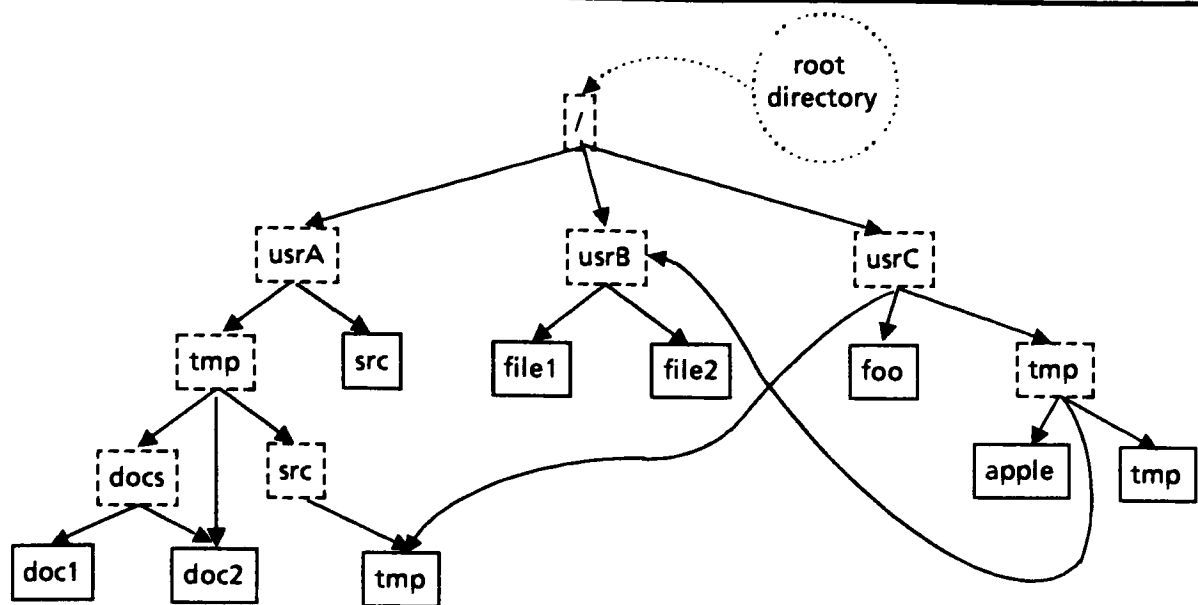 root
directory
/
usrA
usrB
usrC
tmp
src
file1
file2
foo
tmp
docs
src
apple
tmp
doc1
doc2
tmp